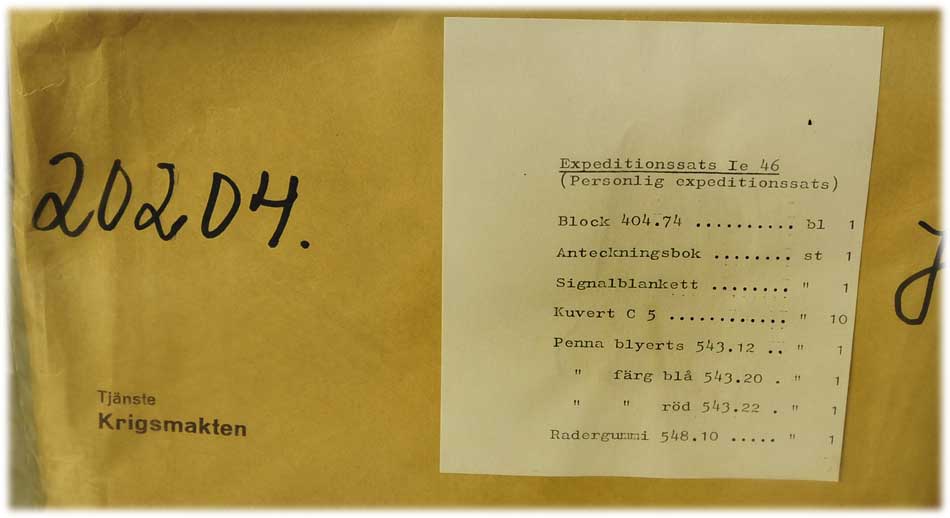 20204.
Tjänste
Krigsmakten
Expeditionssats Ie 46
(Personlig expeditionssats)
Block 404.74 .......... bl 1
Anteckningsbok ........ st 1
Signalblankett ........ " 1
Kuvert C 5 ............ " 10
Penna blyerts 543.12 .. " 1
" färg blå 543.20 . " 1
" " röd 543.22 . " 1
Radergummi 548.10 ..... " 1